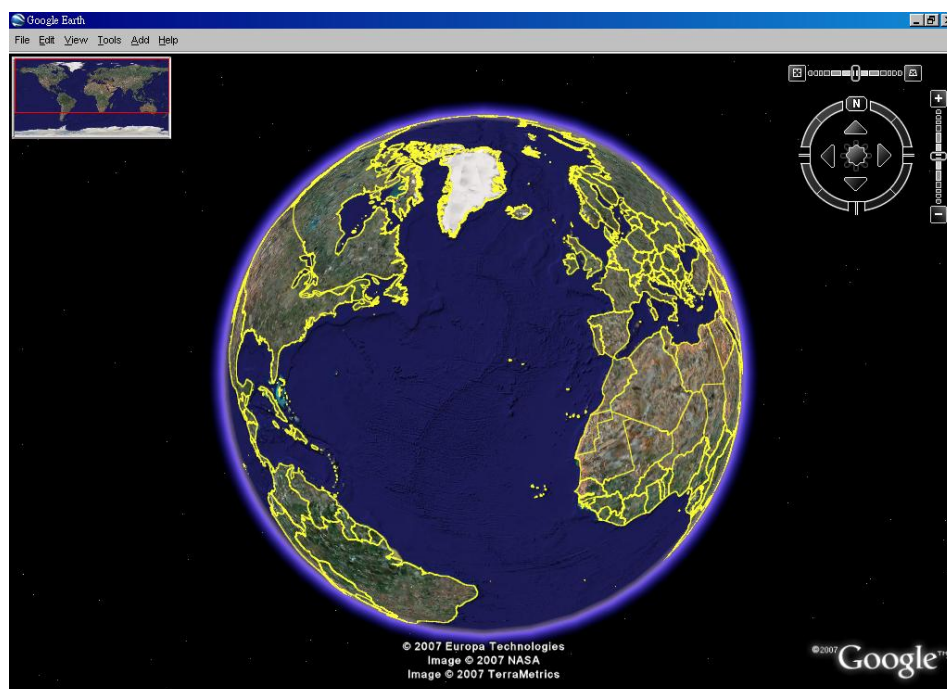 Google Earth
File Edit View Tools Add Help
N
© 2007 Europa Technologies
Image © 2007 NASA
Image © 2007 TerraMetrics
©2007 Google™